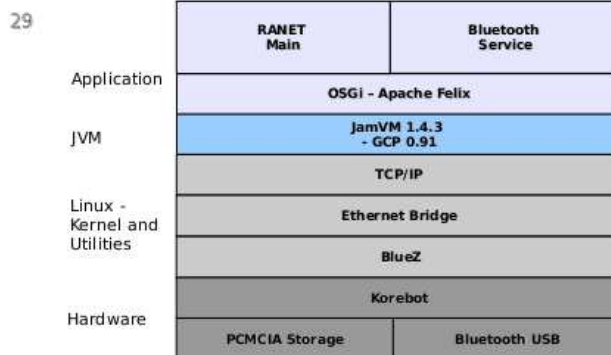 29
RANET
Main
Bluetooth
Service
Application
OSGi - Apache Felix
JVM
JamVM 1.4.3
- GCP 0.91
TCP/IP
Linux -
Kernel and
Utilities
Ethernet Bridge
BlueZ
Korebot
Hardware
PCMCIA Storage
Bluetooth USB